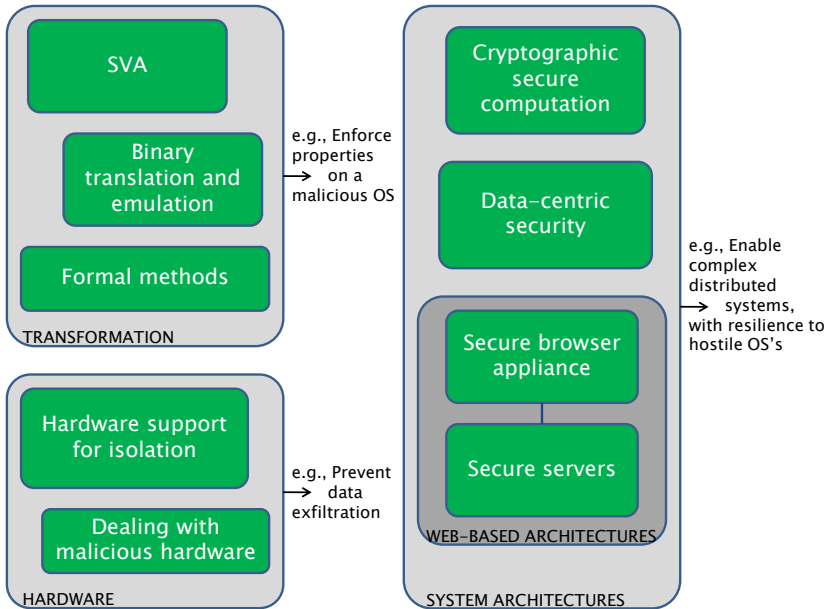 SVA
Binary
translation and
emulation
Formal methods
TRANSFORMATION
e.g., Enforce
properties
on a
malicious OS
Hardware support
for isolation
Dealing with
malicious hardware
HARDWARE
e.g., Prevent
data
exfiltration
Cryptographic
secure
computation
Data-centric
security
Secure browser
appliance
Secure servers
WEB-BASED ARCHITECTURES
SYSTEM ARCHITECTURES
e.g., Enable
complex
distributed
systems,
with resilience to
hostile OS's